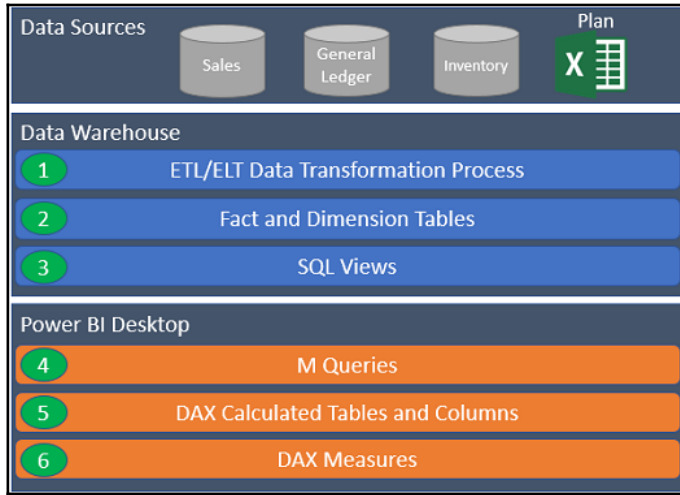 Data Sources
Sales
General
Ledger
Inventory
Plan
X
Data Warehouse
1 ETL/ELT Data Transformation Process
2 Fact and Dimension Tables
3 SQL Views
Power BI Desktop
4 M Queries
5 DAX Calculated Tables and Columns
6 DAX Measures